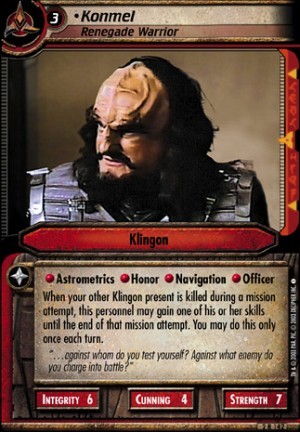 3
•Konmel
Renegade Warrior
Klingon
•Astrometrics •Honor •Navigation •Officer
When your other Klingon present is killed during a mission
attempt, this personnel may gain one of his or her skills
until the end of that mission attempt. You may do this only
once each turn.
"...against whom do you test yourself? Against what enemy do
you charge into battle?"
INTEGRITY 6
CUNNING 4
STRENGTH 7